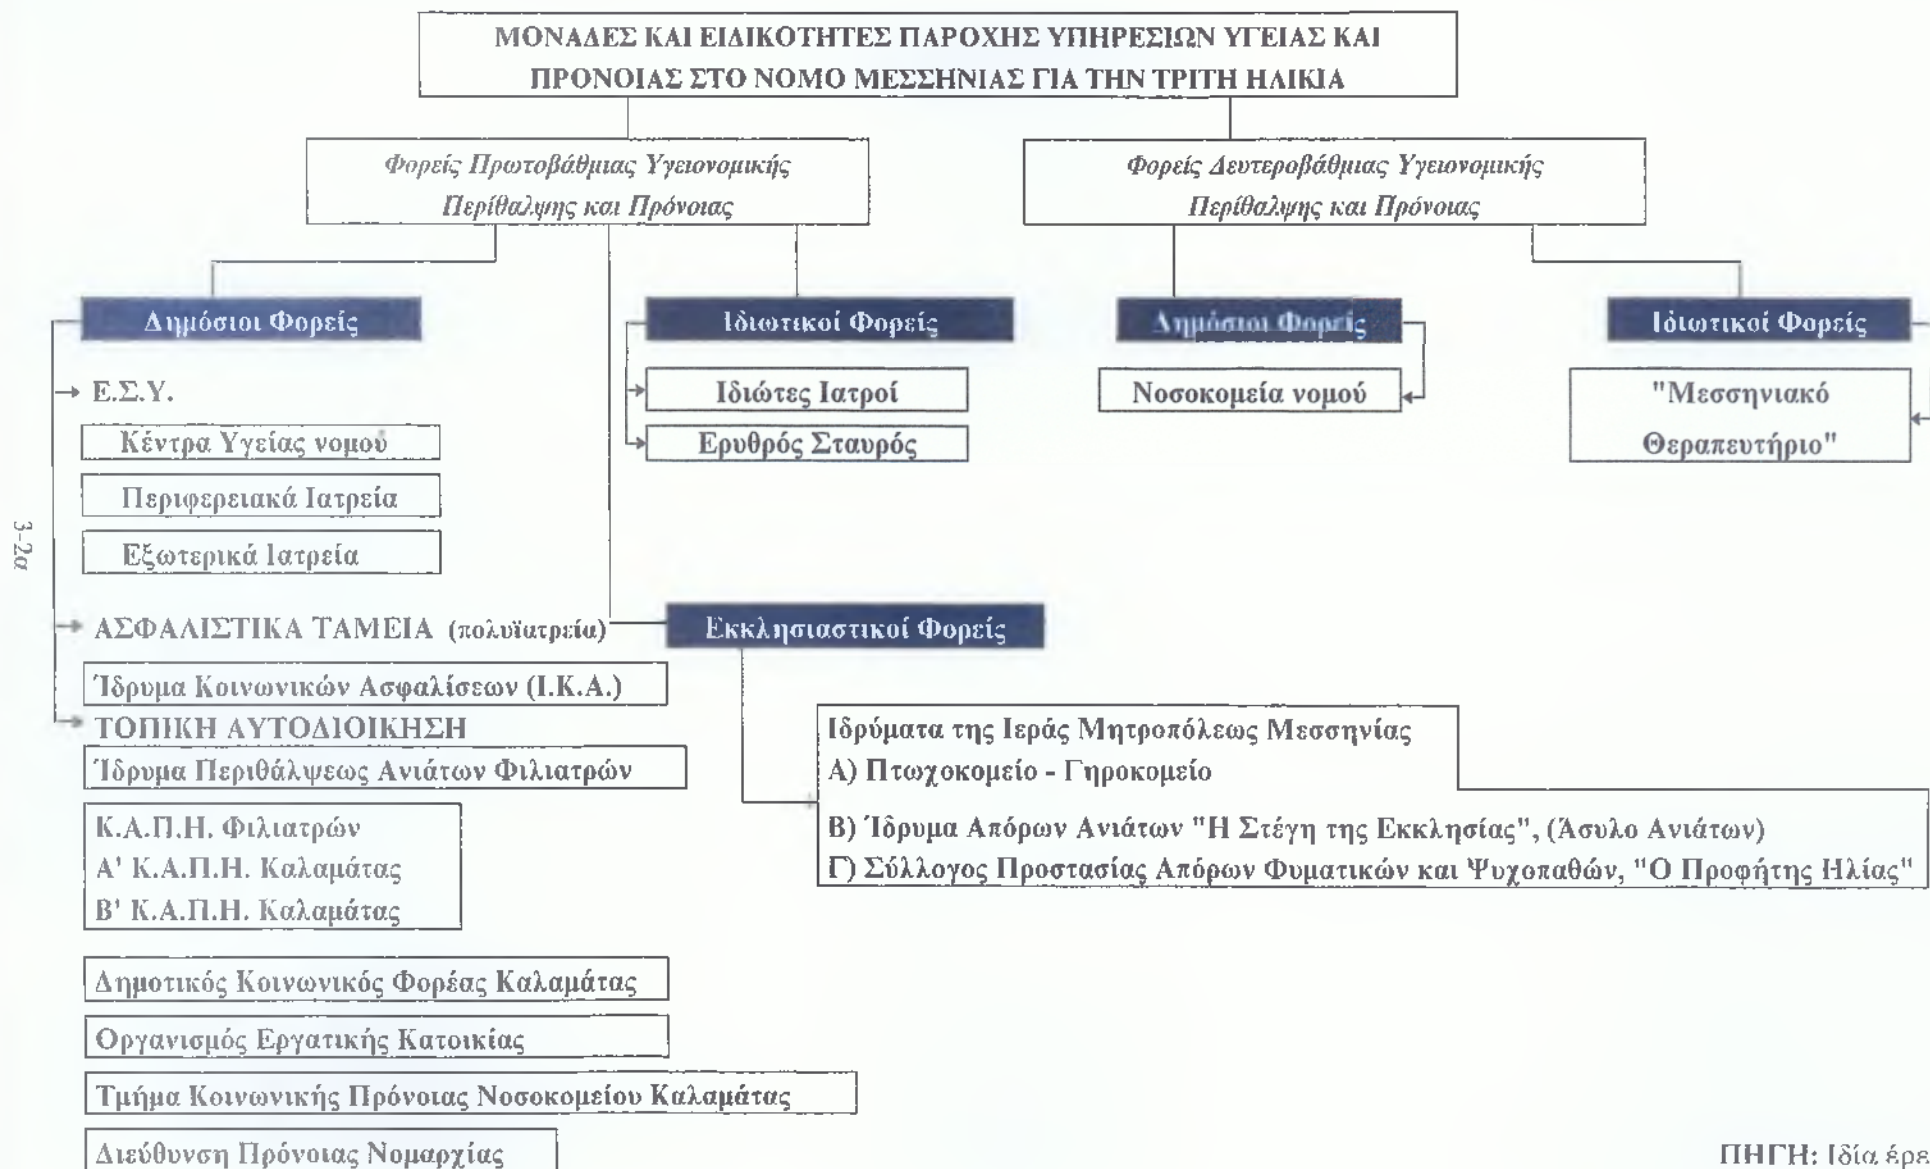 ΜΟΝΑΔΕΣ ΚΑΙ ΕΙΔΙΚΟΤΗΤΕΣ ΠΑΡΟΧΗΣ ΥΠΗΡΕΣΙΩΝ ΥΓΕΙΑΣ ΚΑΙ
ΠΡΟΝΟΙΑΣ ΣΤΟ ΝΟΜΟ ΜΕΣΣΗΝΙΑΣ ΓΙΑ ΤΗΝ ΤΡΙΤΗ ΗΛΙΚΙΑ
Φορείς Πρωτοβάθμιας Υγειονομικής
Περίθαλψης και Πρόνοιας
Φορείς Δευτεροβάθμιας Υγειονομικής
Περίθαλψης και Πρόνοιας
Δημόσιοι Φορείς
Ε.Σ.Υ.
Κέντρα Υγείας νομού
Περιφερειακά Ιατρεία
Εξωτερικά Ιατρεία
ΑΣΦΑΛΙΣΤΙΚΑ ΤΑΜΕΙΑ (πολυϊατρεία)
Ίδρυμα Κοινωνικών Ασφαλίσεων (Ι.Κ.Α.)
ΤΟΠΙΚΗ ΑΥΤΟΔΙΟΙΚΗΣΗ
Ίδρυμα Περιθάλψεως Ανιάτων Φιλιατρών
Κ.Α.Π.Η. Φιλιατρών
Α' Κ.Α.Π.Η. Καλαμάτας
Β' Κ.Α.Π.Η. Καλαμάτας
Δημοτικός Κοινωνικός Φορέας Καλαμάτας
Οργανισμός Εργατικής Κατοικίας
Τμήμα Κοινωνικής Πρόνοιας Νοσοκομείου Καλαμάτας
Διεύθυνση Πρόνοιας Νομαρχίας
Ιδιωτικοί Φορείς
Ιδιώτες Ιατροί
Ερυθρός Σταυρός
Εκκλησιαστικοί Φορείς
Ιδρύματα της Ιεράς Μητροπόλεως Μεσσηνίας
Α) Πτωχοκομείο - Γηροκομείο
Β) Ίδρυμα Απόρων Ανιάτων "Η Στέγη της Εκκλησίας", (Άσυλο Ανιάτων)
Γ) Σύλλογος Προστασίας Απόρων Φυματικών και Ψυχοπαθών, "Ο Προφήτης Ηλίας"
Δημόσιοι Φορείς
Νοσοκομεία νομού
Ιδιωτικοί Φορείς
"Μεσσηνιακό
Θεραπευτήριο"
3-2α
ΠΗΓΗ: Ιδία